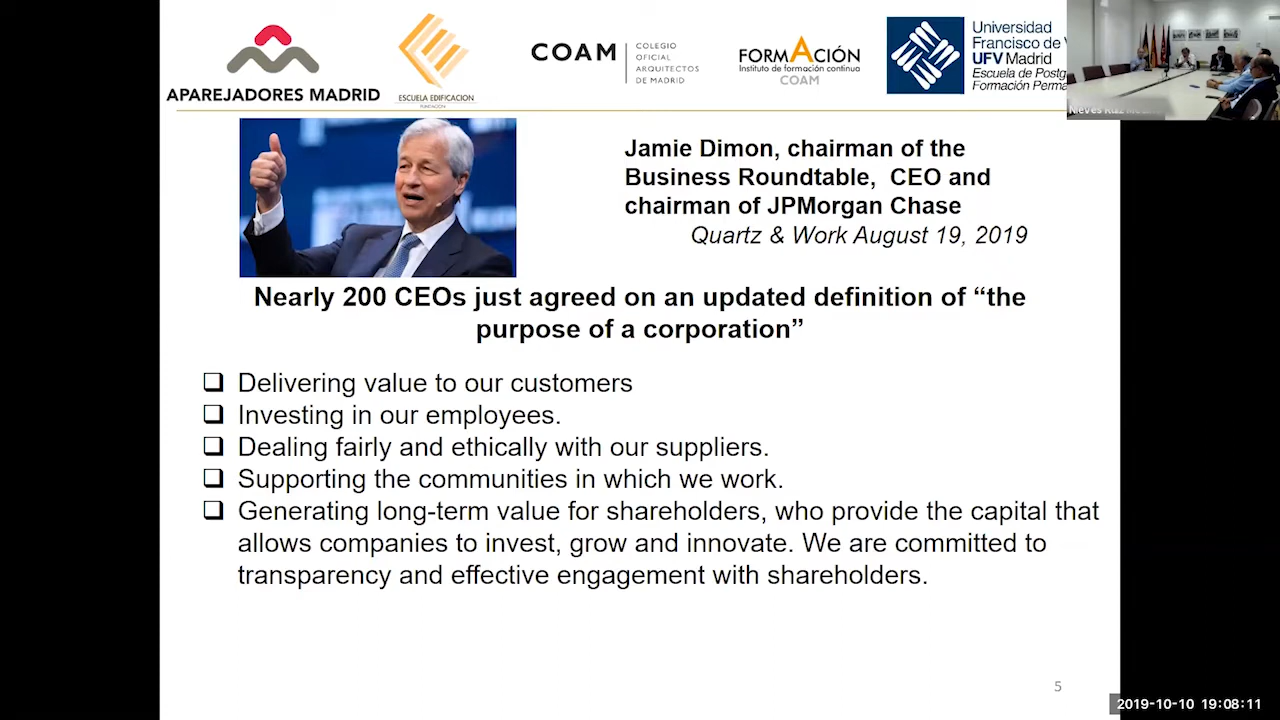 APAREJADORES MADRID
ESCUELA EDIFICACION
FUNDACIÓN
COAM
COLEGIO
OFICIAL
ARQUITECTOS
DE MADRID
FORMACIÓN
Instituto de formación continua
COAM
Universidad
Francisco de
UFV Madrid
Escuela de Postg
Formación Perma
Nieves Ruiz
Jamie Dimon, chairman of the
Business Roundtable, CEO and
chairman of JPMorgan Chase
Quartz & Work August 19, 2019
Nearly 200 CEOs just agreed on an updated definition of “the
purpose of a corporation”
❑ Delivering value to our customers
❑ Investing in our employees.
❑ Dealing fairly and ethically with our suppliers.
❑ Supporting the communities in which we work.
❑ Generating long-term value for shareholders, who provide the capital that
allows companies to invest, grow and innovate. We are committed to
transparency and effective engagement with shareholders.
5
2019-10-10 19:08:11